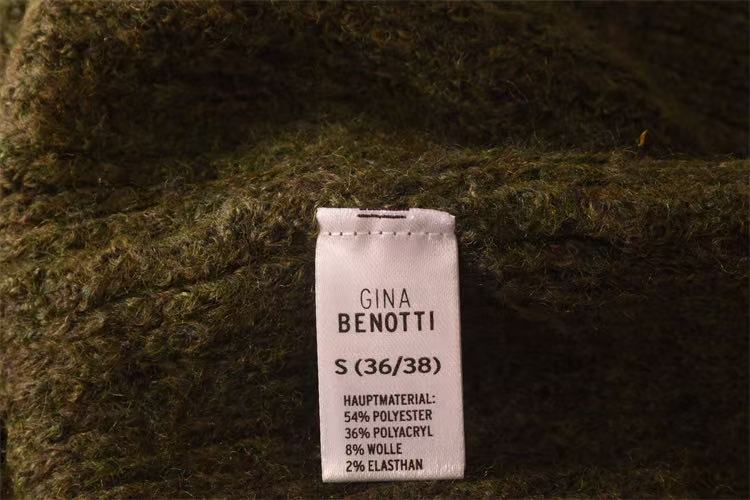 GINA
BENOTTI
S (36/38)
HAUPTMATERIAL:
54% POLYESTER
36% POLYACRYL
8% WOLLE
2% ELASTHAN